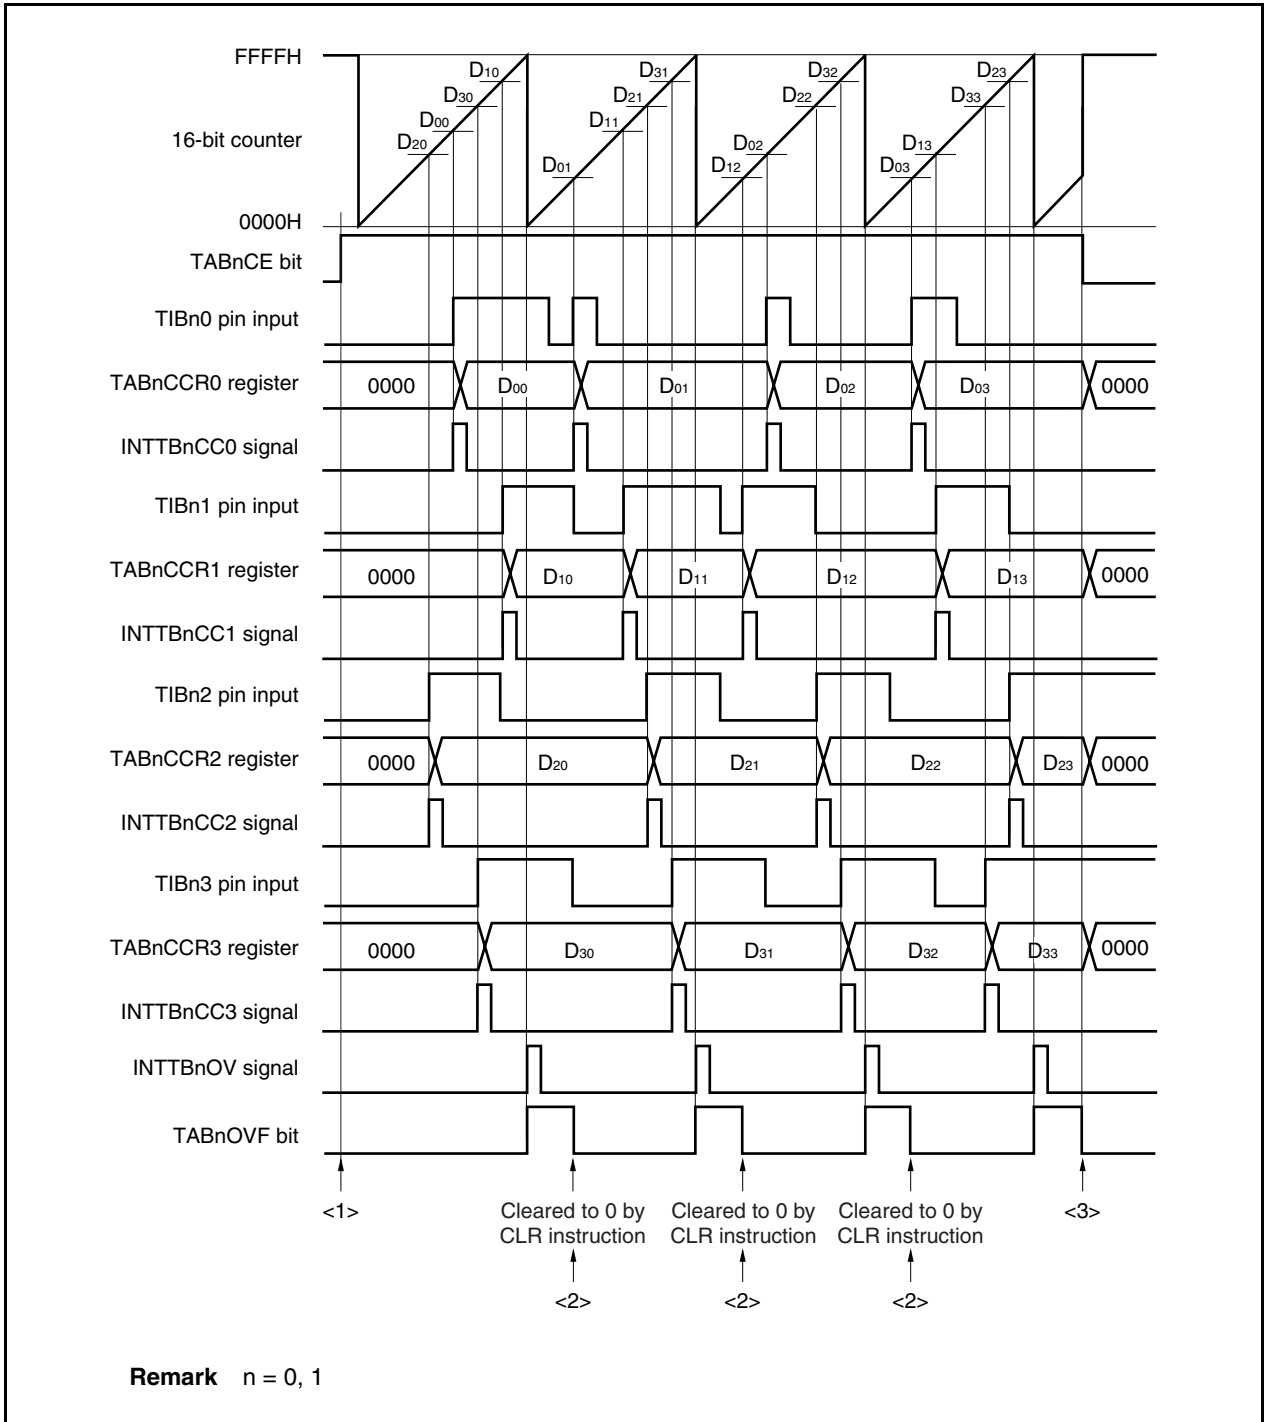 FFFFH
D10 D31 D32 D23
D30 D21 D22 D33
D00 D11
16-bit counter
D20 D02 D13
D01 D12 D03
0000H
TABnCE bit
TIBn0 pin input
TABnCCR0 register 0000 D00 D01 D02 D03 0000
INTTBnCC0 signal
TIBn1 pin input
TABnCCR1 register 0000 D10 D11 D12 D13 0000
INTTBnCC1 signal
TIBn2 pin input
TABnCCR2 register 0000 D20 D21 D22 D23 0000
INTTBnCC2 signal
TIBn3 pin input
TABnCCR3 register 0000 D30 D31 D32 D33 0000
INTTBnCC3 signal
INTTBnOV signal
TABnOVF bit
<1> Cleared to 0 by Cleared to 0 by Cleared to 0 by <3>
CLR instruction CLR instruction CLR instruction
<2> <2> <2>
Remark n = 0, 1